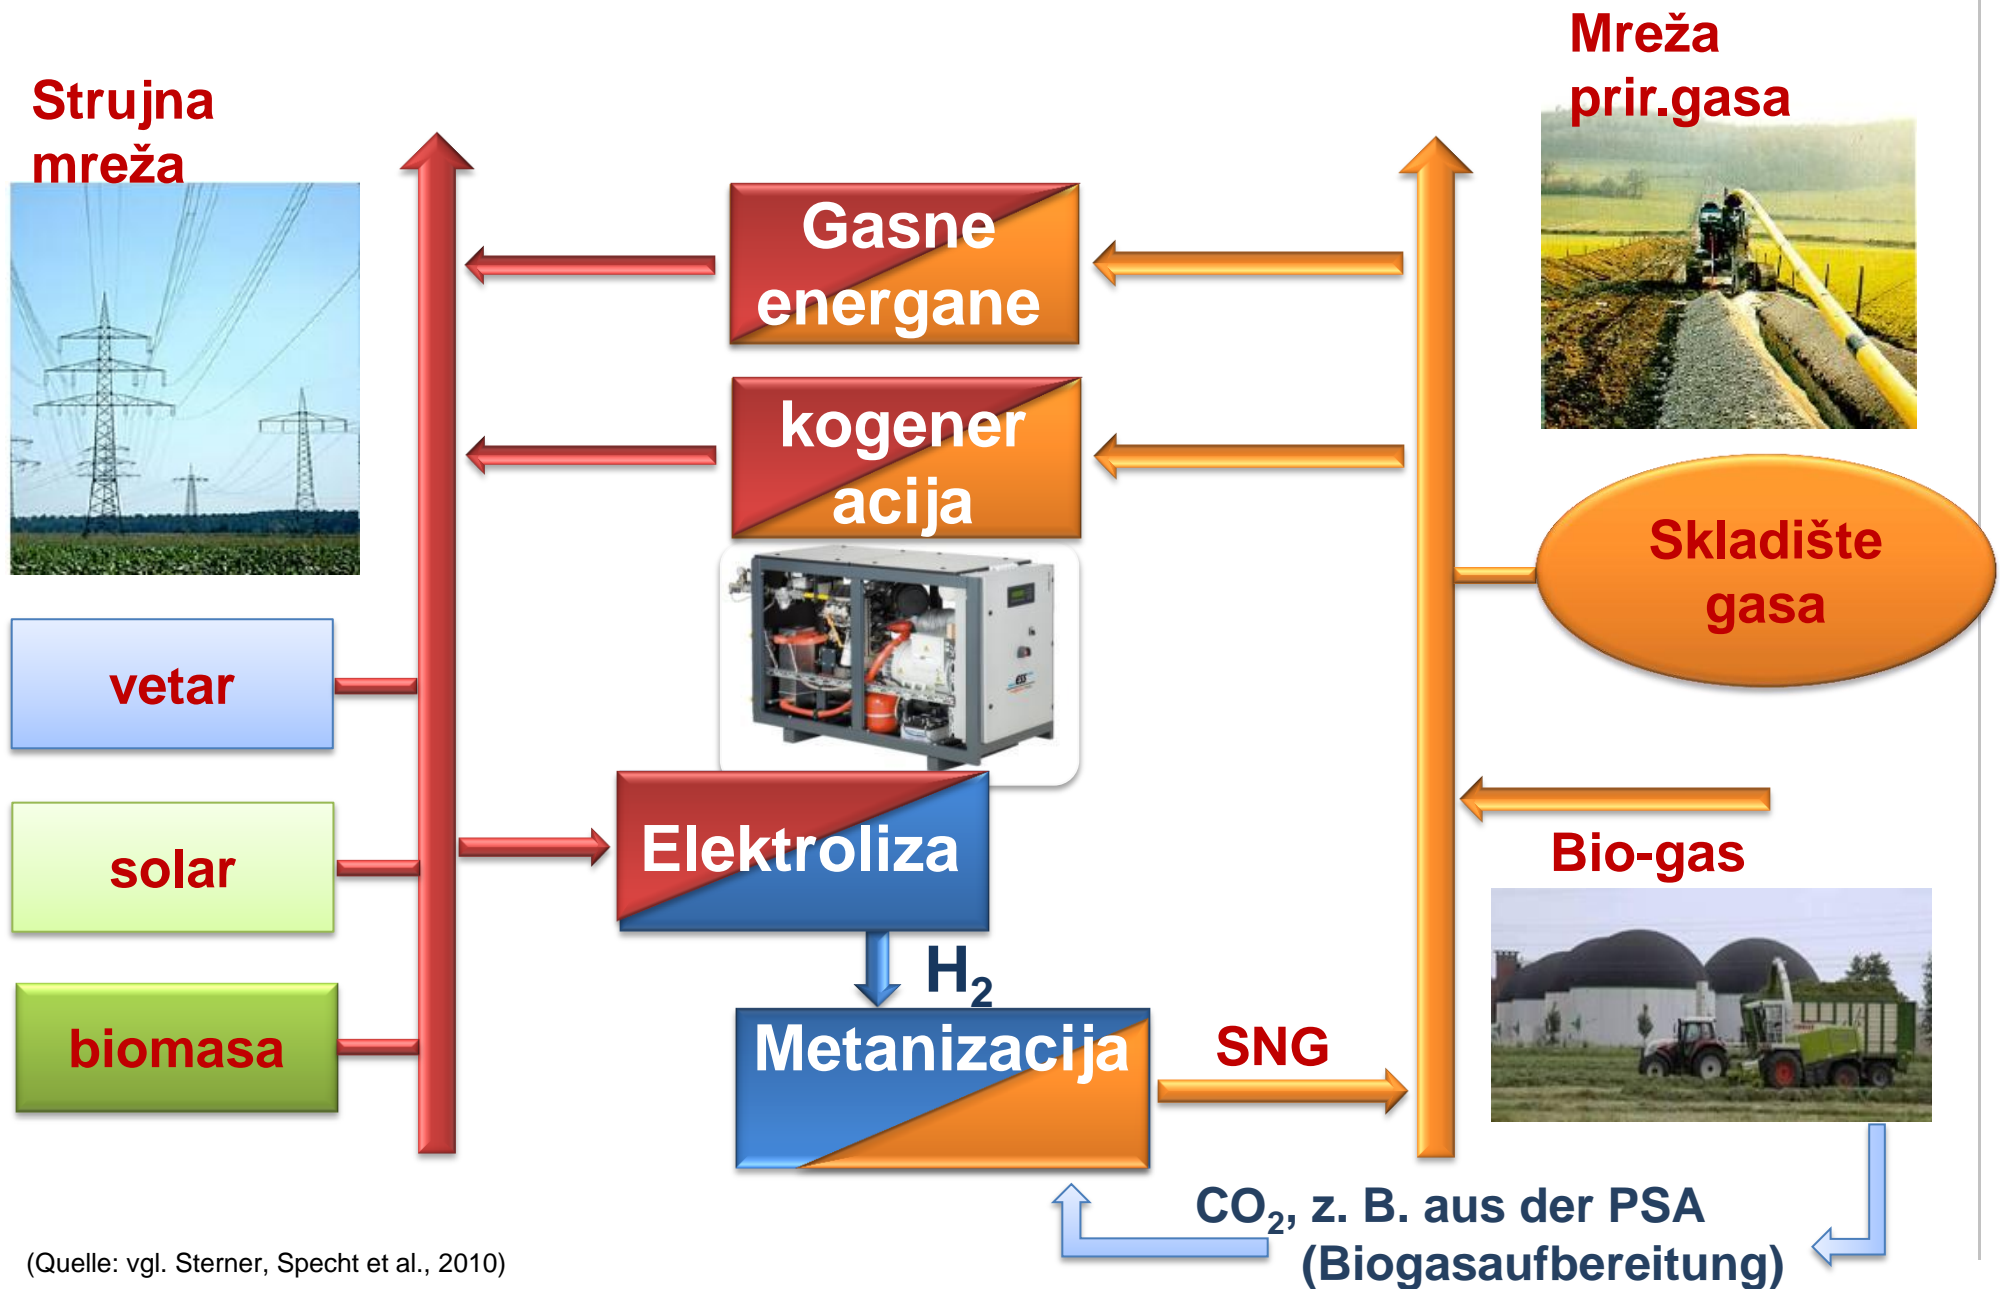 Mreža
prir.gasa
Strujna
mreža
Gasne
energane
kogener
acija
Skladište
gasa
vetar
ESS
solar
Elektroliza
Bio-gas
H₂
biomasa
Metanizacija
SNG
CO₂, z. B. aus der PSA
(Biogasaufbereitung)
(Quelle: vgl. Sterner, Specht et al., 2010)